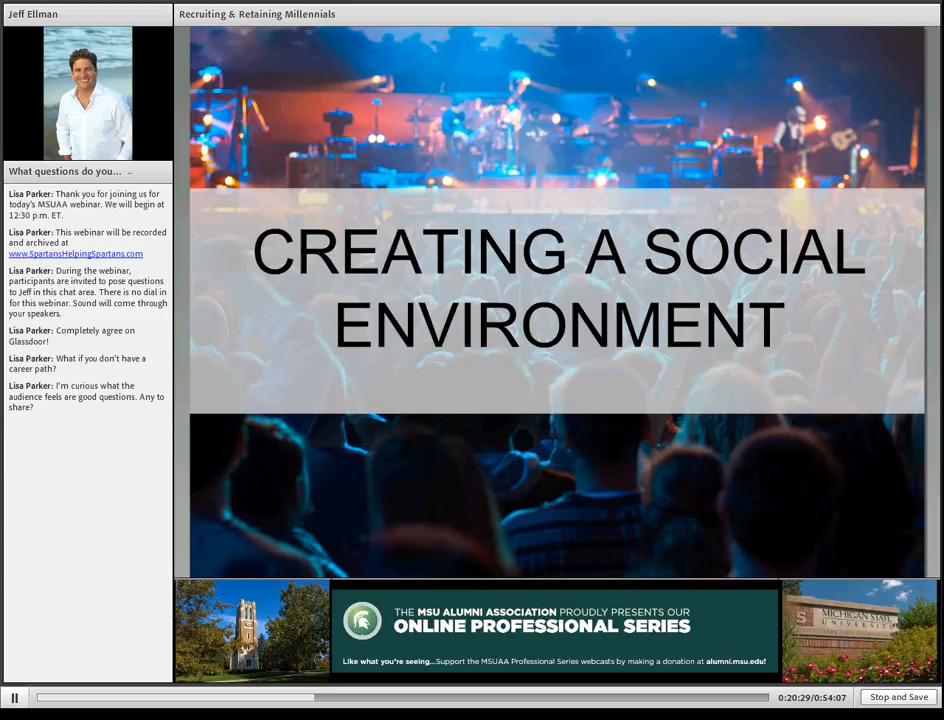 Jeff Ellman
Recruiting & Retaining Millennials
What questions do you... ..
Lisa Parker: Thank you for joining us for
today's MSUAA webinar. We will begin at
12:30 p.m. ET.
Lisa Parker: This webinar will be recorded
and archived at
www.SpartansHelpingSpartans.com
Lisa Parker: During the webinar,
participants are invited to pose questions
to Jeff in this chat area. There is no dial in
for this webinar. Sound will come through
your speakers.
Lisa Parker: Completely agree on
Glassdoor!
Lisa Parker: What if you don't have a
career path?
Lisa Parker: I'm curious what the
audience feels are good questions. Any to
share?
CREATING A SOCIAL
ENVIRONMENT
THE MSU ALUMNI ASSOCIATION PROUDLY PRESENTS OUR
ONLINE PROFESSIONAL SERIES
Like what you're seeing...Support the MSUAA Professional Series webcasts by making a donation at alumni.msu.edu!
S
MICHIGAN STATE
UNIVERSITY
0:20:29/0:54:07
Stop and Save